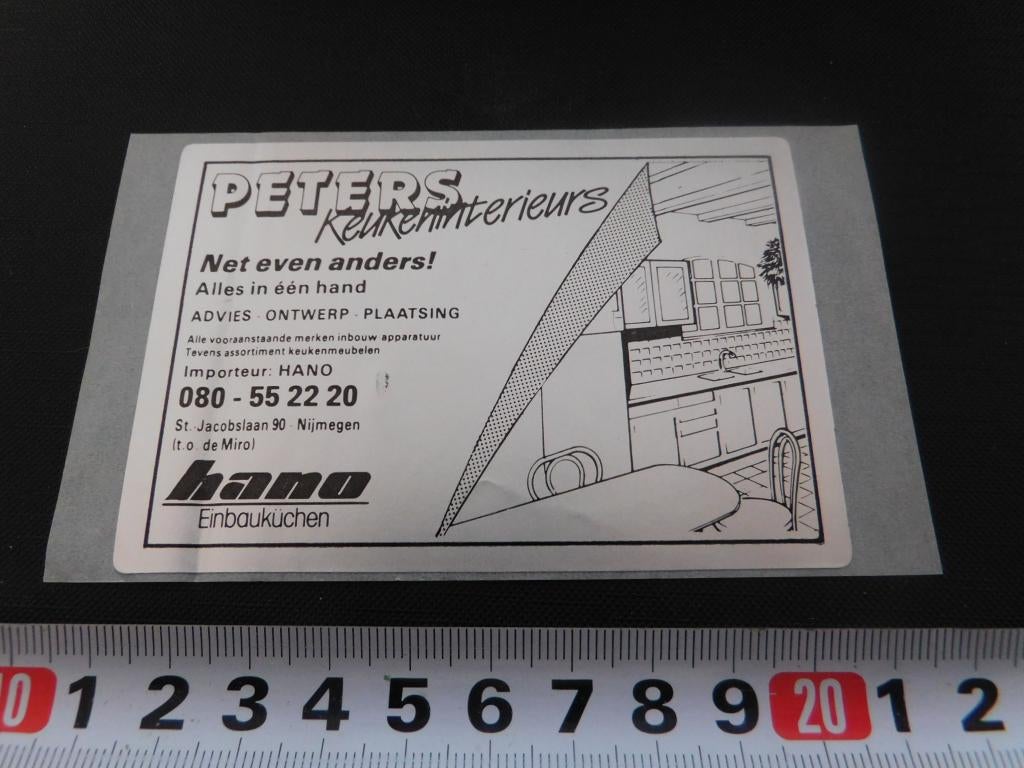 PETERS
Keukeninterieurs
Net even anders!
Alles in één hand
ADVIES - ONTWERP - PLAATSING
Alle vooraanstaande merken inbouw apparatuur
Tevens assortiment keukenmeubelen
Importeur: HANO
080 - 55 22 20
St. Jacobslaan 90 - Nijmegen
(t.o. de Miro)
hano
Einbauküchen
10 1 2 3 4 5 6 7 8 9 20 1 2